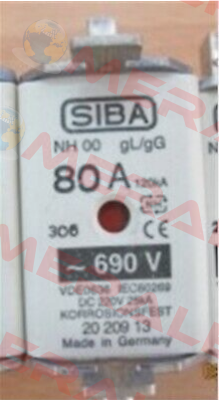 SIBA
NH 00 gL/gG
80 A 120kA
306 CE
~ 690 V
VDE0636 IEC60269
DC 220V 25kA
KORROSIONSFEST
20 209 13
Made in Germany